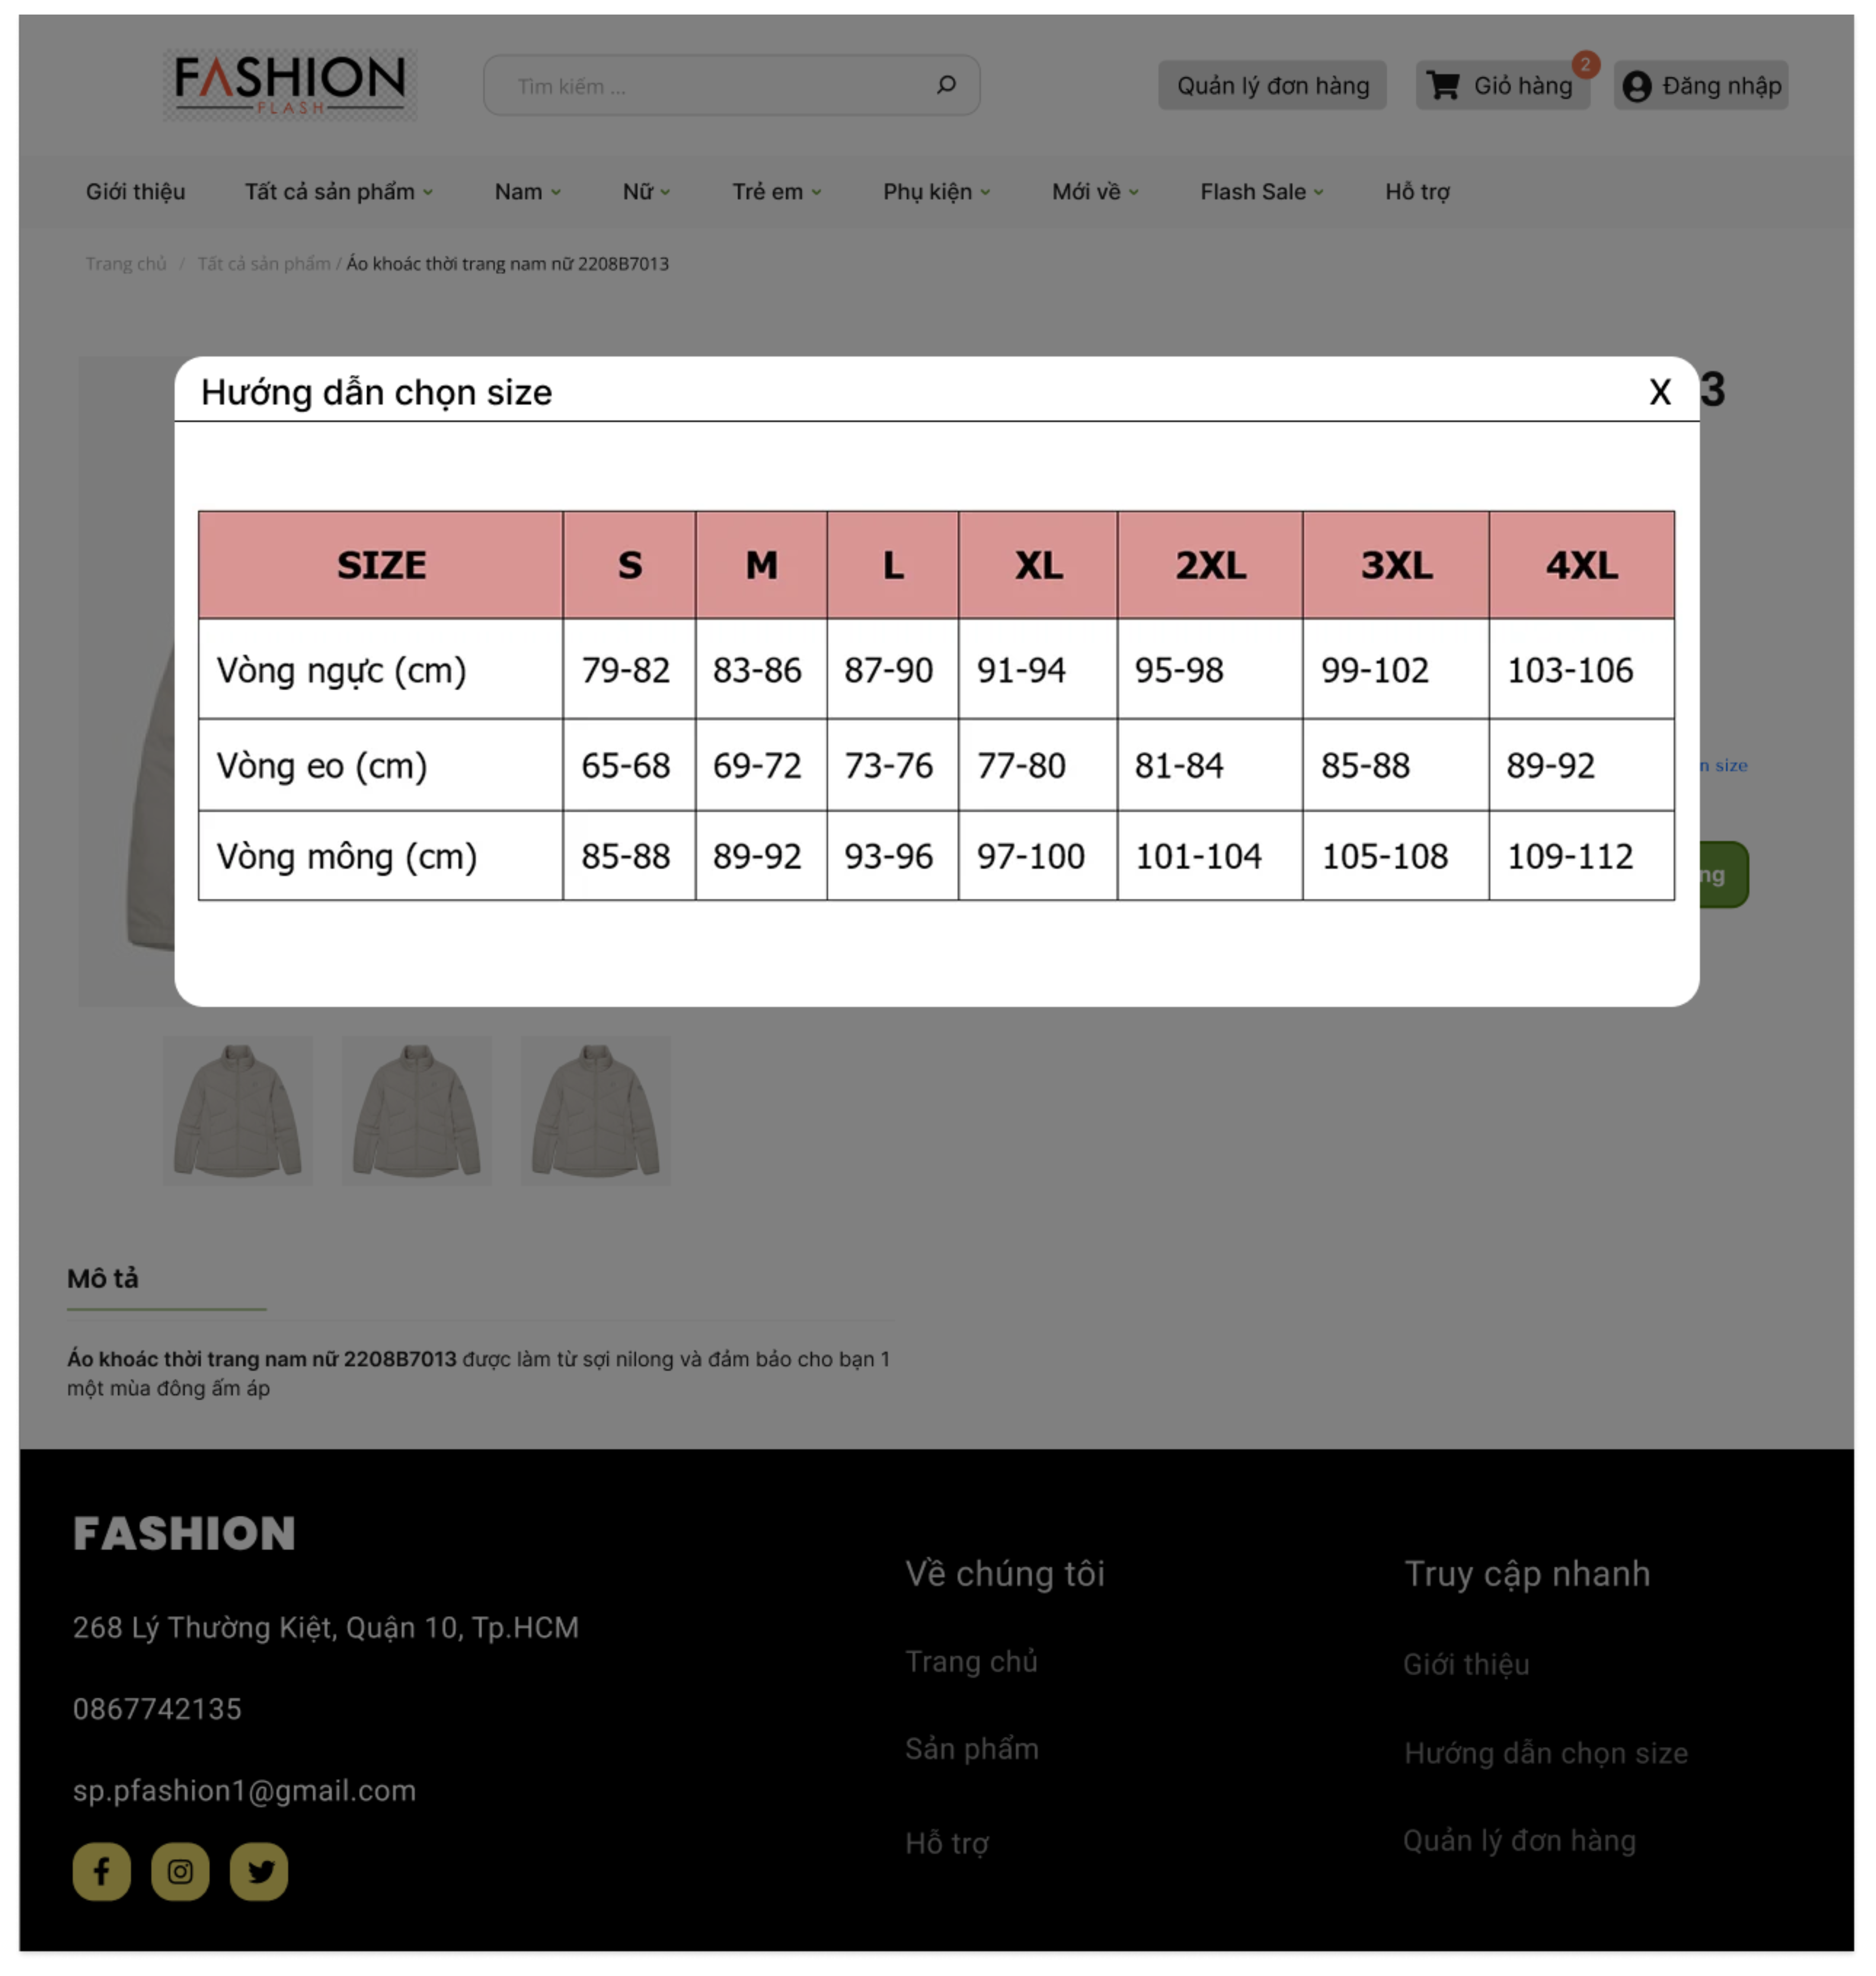 FASHION
FLASH
Tìm kiếm ...
Quản lý đơn hàng
2
Giỏ hàng
Đăng nhập
Giới thiệu Tất cả sản phẩm Nam Nữ Trẻ em Phụ kiện Mới về Flash Sale Hỗ trợ
Trang chủ / Tất cả sản phẩm / Áo khoác thời trang nam nữ 2208B7013
3
Hướng dẫn chọn size X
SIZE S M L XL 2XL 3XL 4XL
Vòng ngực (cm) 79-82 83-86 87-90 91-94 95-98 99-102 103-106
Vòng eo (cm) 65-68 69-72 73-76 77-80 81-84 85-88 89-92
n size
Vòng mông (cm) 85-88 89-92 93-96 97-100 101-104 105-108 109-112
ng
Mô tả
Áo khoác thời trang nam nữ 2208B7013 được làm từ sợi nilong và đảm bảo cho bạn 1
một mùa đông ấm áp
FASHION
268 Lý Thường Kiệt, Quận 10, Tp.HCM
0867742135
sp.pfashion1@gmail.com
Về chúng tôi
Trang chủ
Sản phẩm
Hỗ trợ
Truy cập nhanh
Giới thiệu
Hướng dẫn chọn size
Quản lý đơn hàng